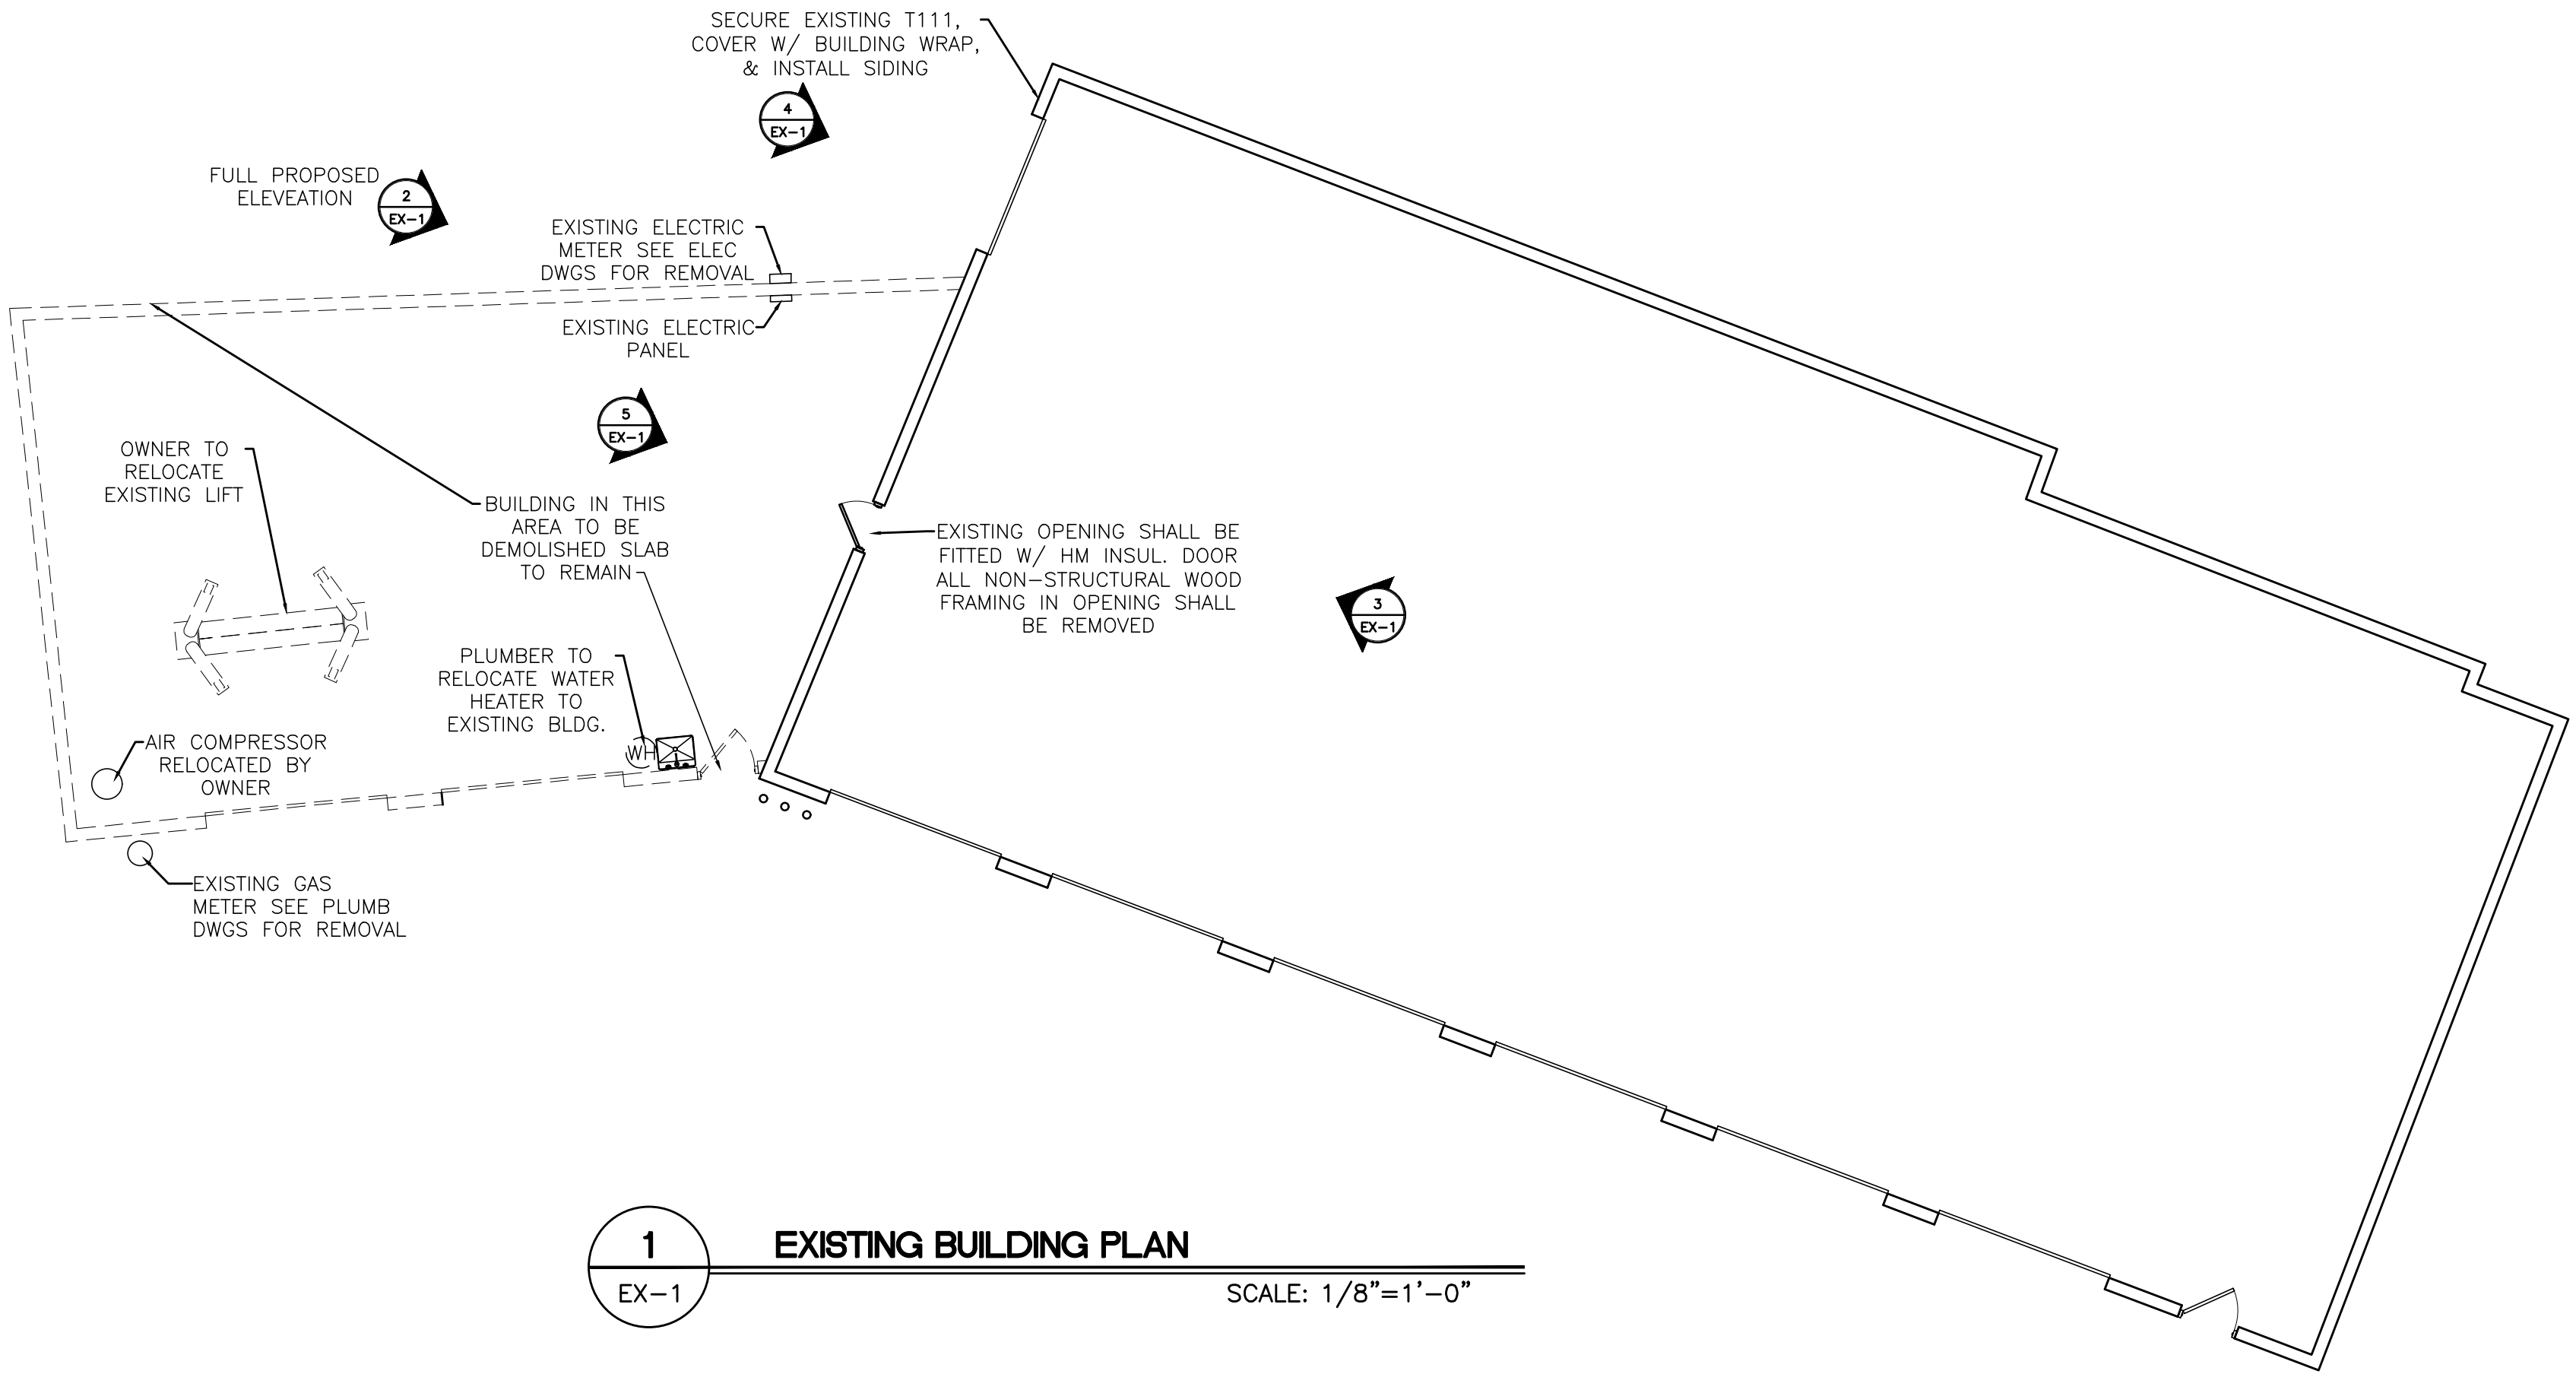 SECURE EXISTING T111,
COVER W/ BUILDING WRAP,
& INSTALL SIDING
4
EX-1
FULL PROPOSED
ELEVEATION
2
EX-1
EXISTING ELECTRIC
METER SEE ELEC
DWGS FOR REMOVAL
EXISTING ELECTRIC
PANEL
5
EX-1
OWNER TO
RELOCATE
EXISTING LIFT
BUILDING IN THIS
AREA TO BE
DEMOLISHED SLAB
TO REMAIN
EXISTING OPENING SHALL BE
FITTED W/ HM INSUL. DOOR
ALL NON-STRUCTURAL WOOD
FRAMING IN OPENING SHALL
BE REMOVED
3
EX-1
PLUMBER TO
RELOCATE WATER
HEATER TO
EXISTING BLDG.
WH
AIR COMPRESSOR
RELOCATED BY
OWNER
EXISTING GAS
METER SEE PLUMB
DWGS FOR REMOVAL
1
EX-1
EXISTING BUILDING PLAN
SCALE: 1/8"=1'-0"